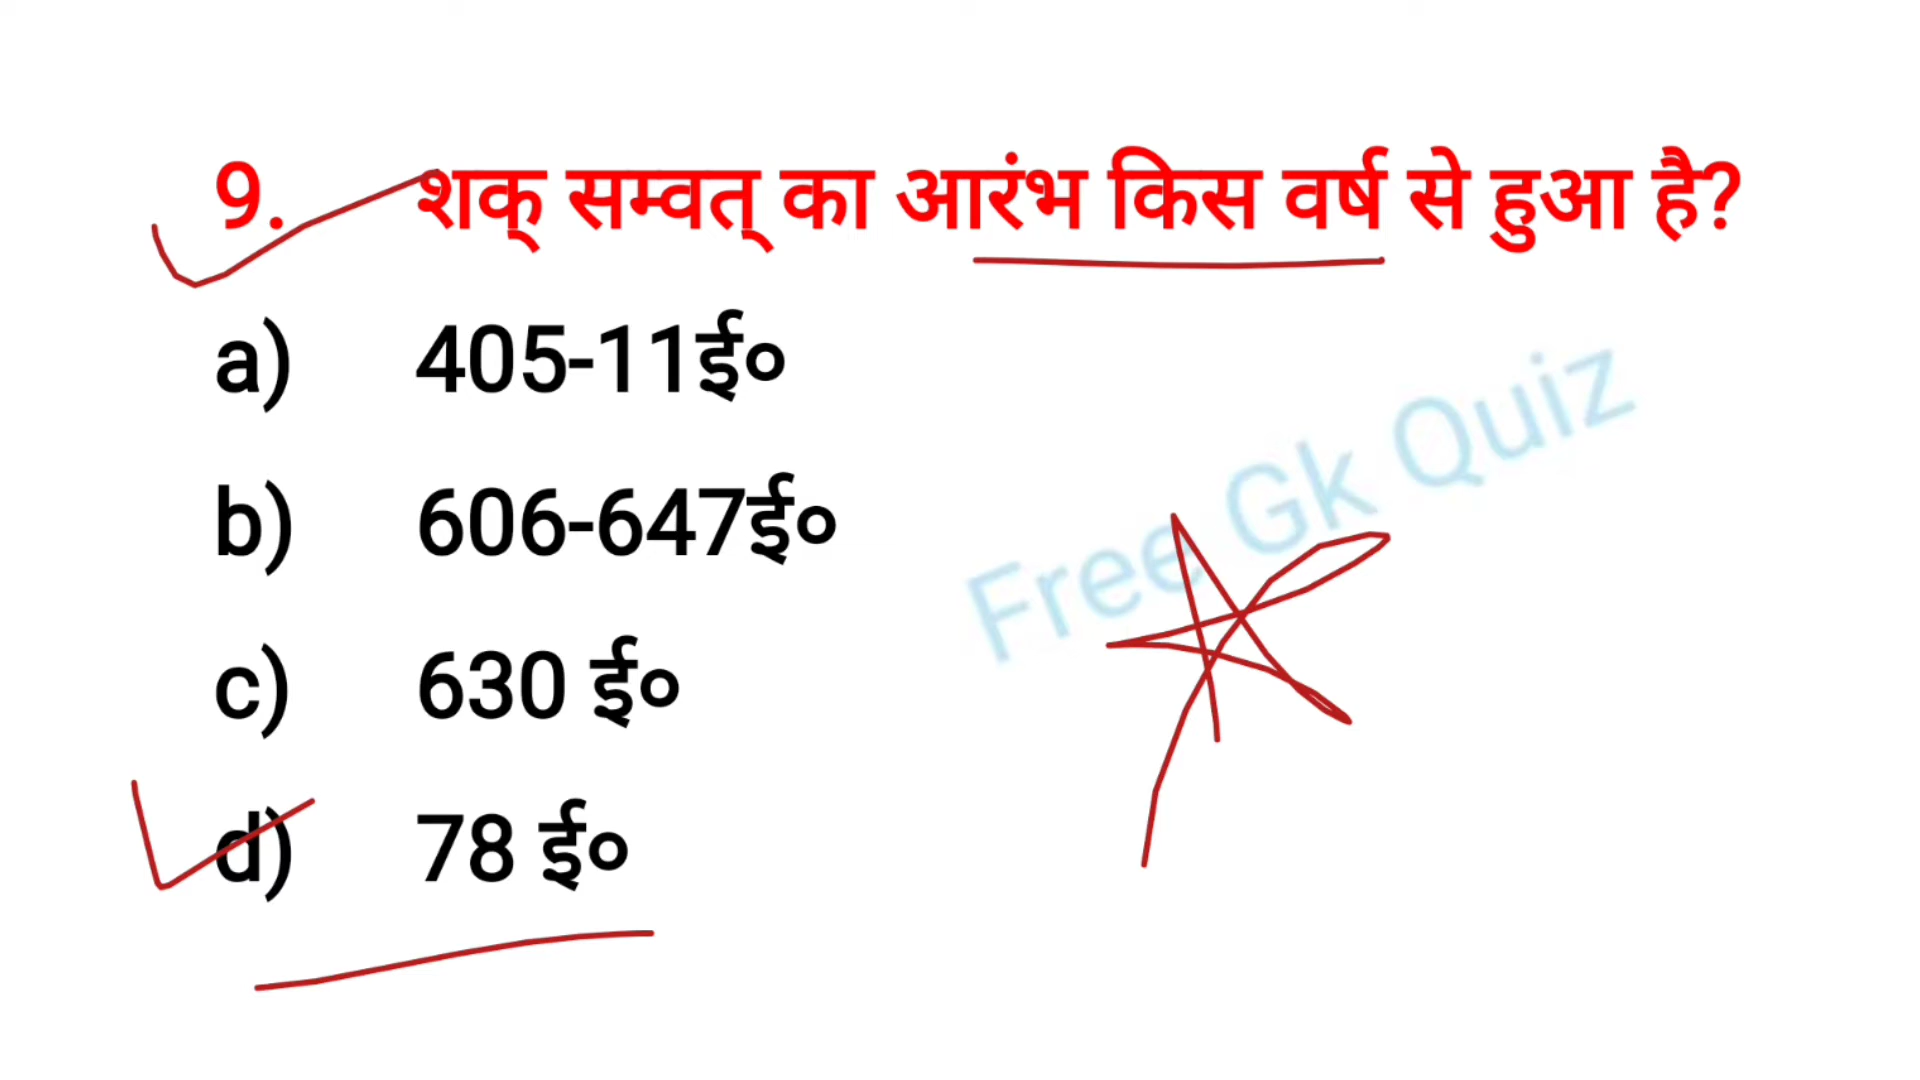 9. शक् सम्वत् का आरंभ किस वर्ष से हुआ है?
a) 405-11ई०
b) 606-647ई०
c) 630 ई०
d) 78 ई०
Free Gk Quiz